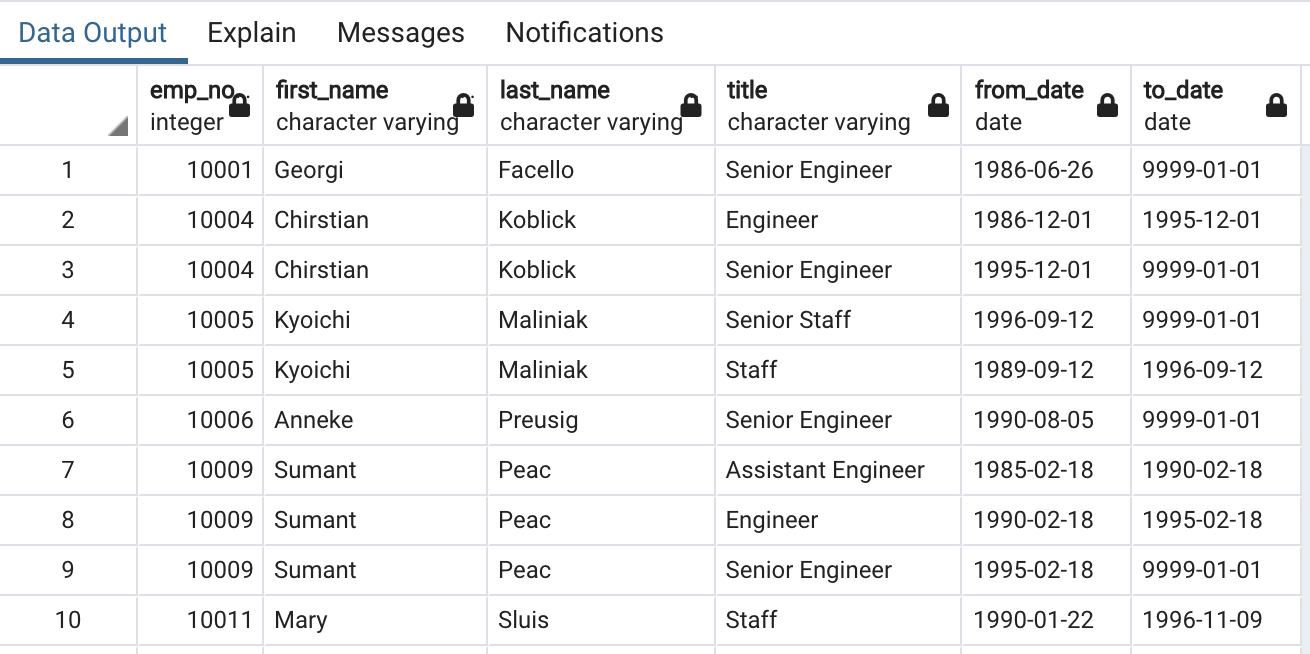 Data Output Explain Messages Notifications
emp_no first_name last_name title from_date to_date
integer character varying character varying character varying date date
1 10001 Georgi Facello Senior Engineer 1986-06-26 9999-01-01
2 10004 Chirstian Koblick Engineer 1986-12-01 1995-12-01
3 10004 Chirstian Koblick Senior Engineer 1995-12-01 9999-01-01
4 10005 Kyoichi Maliniak Senior Staff 1996-09-12 9999-01-01
5 10005 Kyoichi Maliniak Staff 1989-09-12 1996-09-12
6 10006 Anneke Preusig Senior Engineer 1990-08-05 9999-01-01
7 10009 Sumant Peac Assistant Engineer 1985-02-18 1990-02-18
8 10009 Sumant Peac Engineer 1990-02-18 1995-02-18
9 10009 Sumant Peac Senior Engineer 1995-02-18 9999-01-01
10 10011 Mary Sluis Staff 1990-01-22 1996-11-09